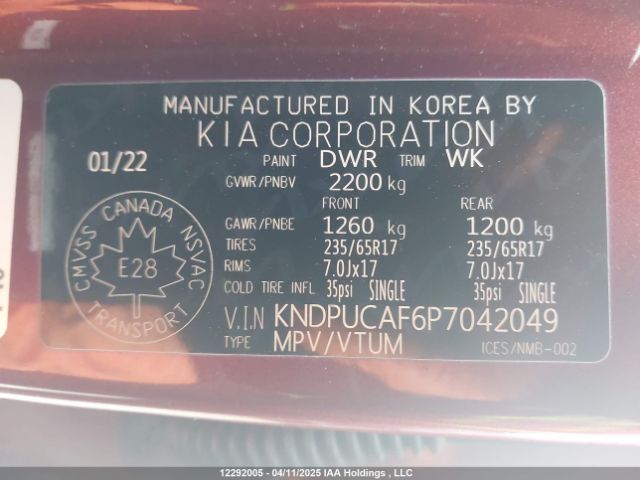 MANUFACTURED IN KOREA BY
KIA CORPORATION
01/22 PAINT DWR TRIM WK
GVWR/PNBV 2200 kg
FRONT REAR
GAWR/PNBE 1260 kg 1200 kg
TIRES 235/65R17 235/65R17
RIMS 7.0Jx17 7.0Jx17
COLD TIRE INFL 35psi SINGLE 35psi SINGLE
V.I.N KNDPUCAF6P7042049
TYPE MPV/VTUM ICES/NMB-002
CMVSS CANADA NSVAC
E28
TRANSPORT
12292005 - 04/11/2025 IAA Holdings , LLC